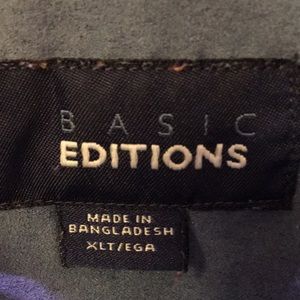 BASIC
EDITIONS
MADE IN
BANGLADESH
XLT/EGA